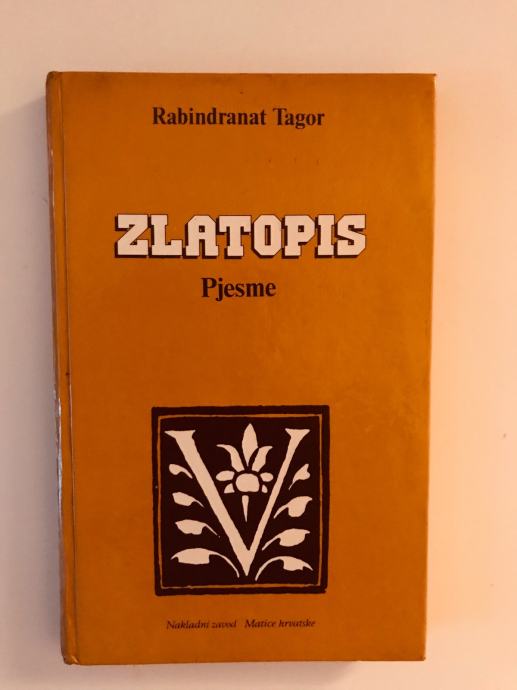 Rabindranat Tagor
ZLATOPIS
Pjesme
V
Nakladni zavod Matice hrvatske